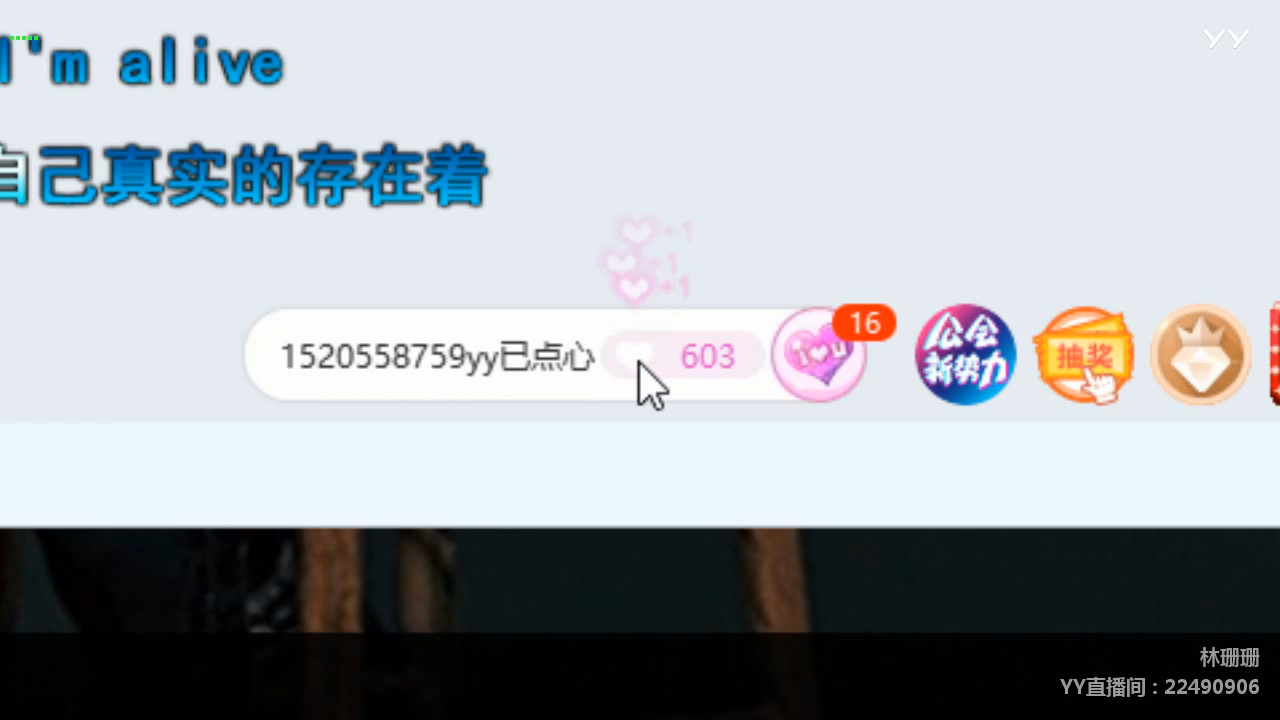 I'm alive
YY
自己真实的存在着
+1
+1
+1
1520558759yy已点心 603
I ♥ U
16
公会
新势力
抽奖
林珊珊
YY直播间：22490906